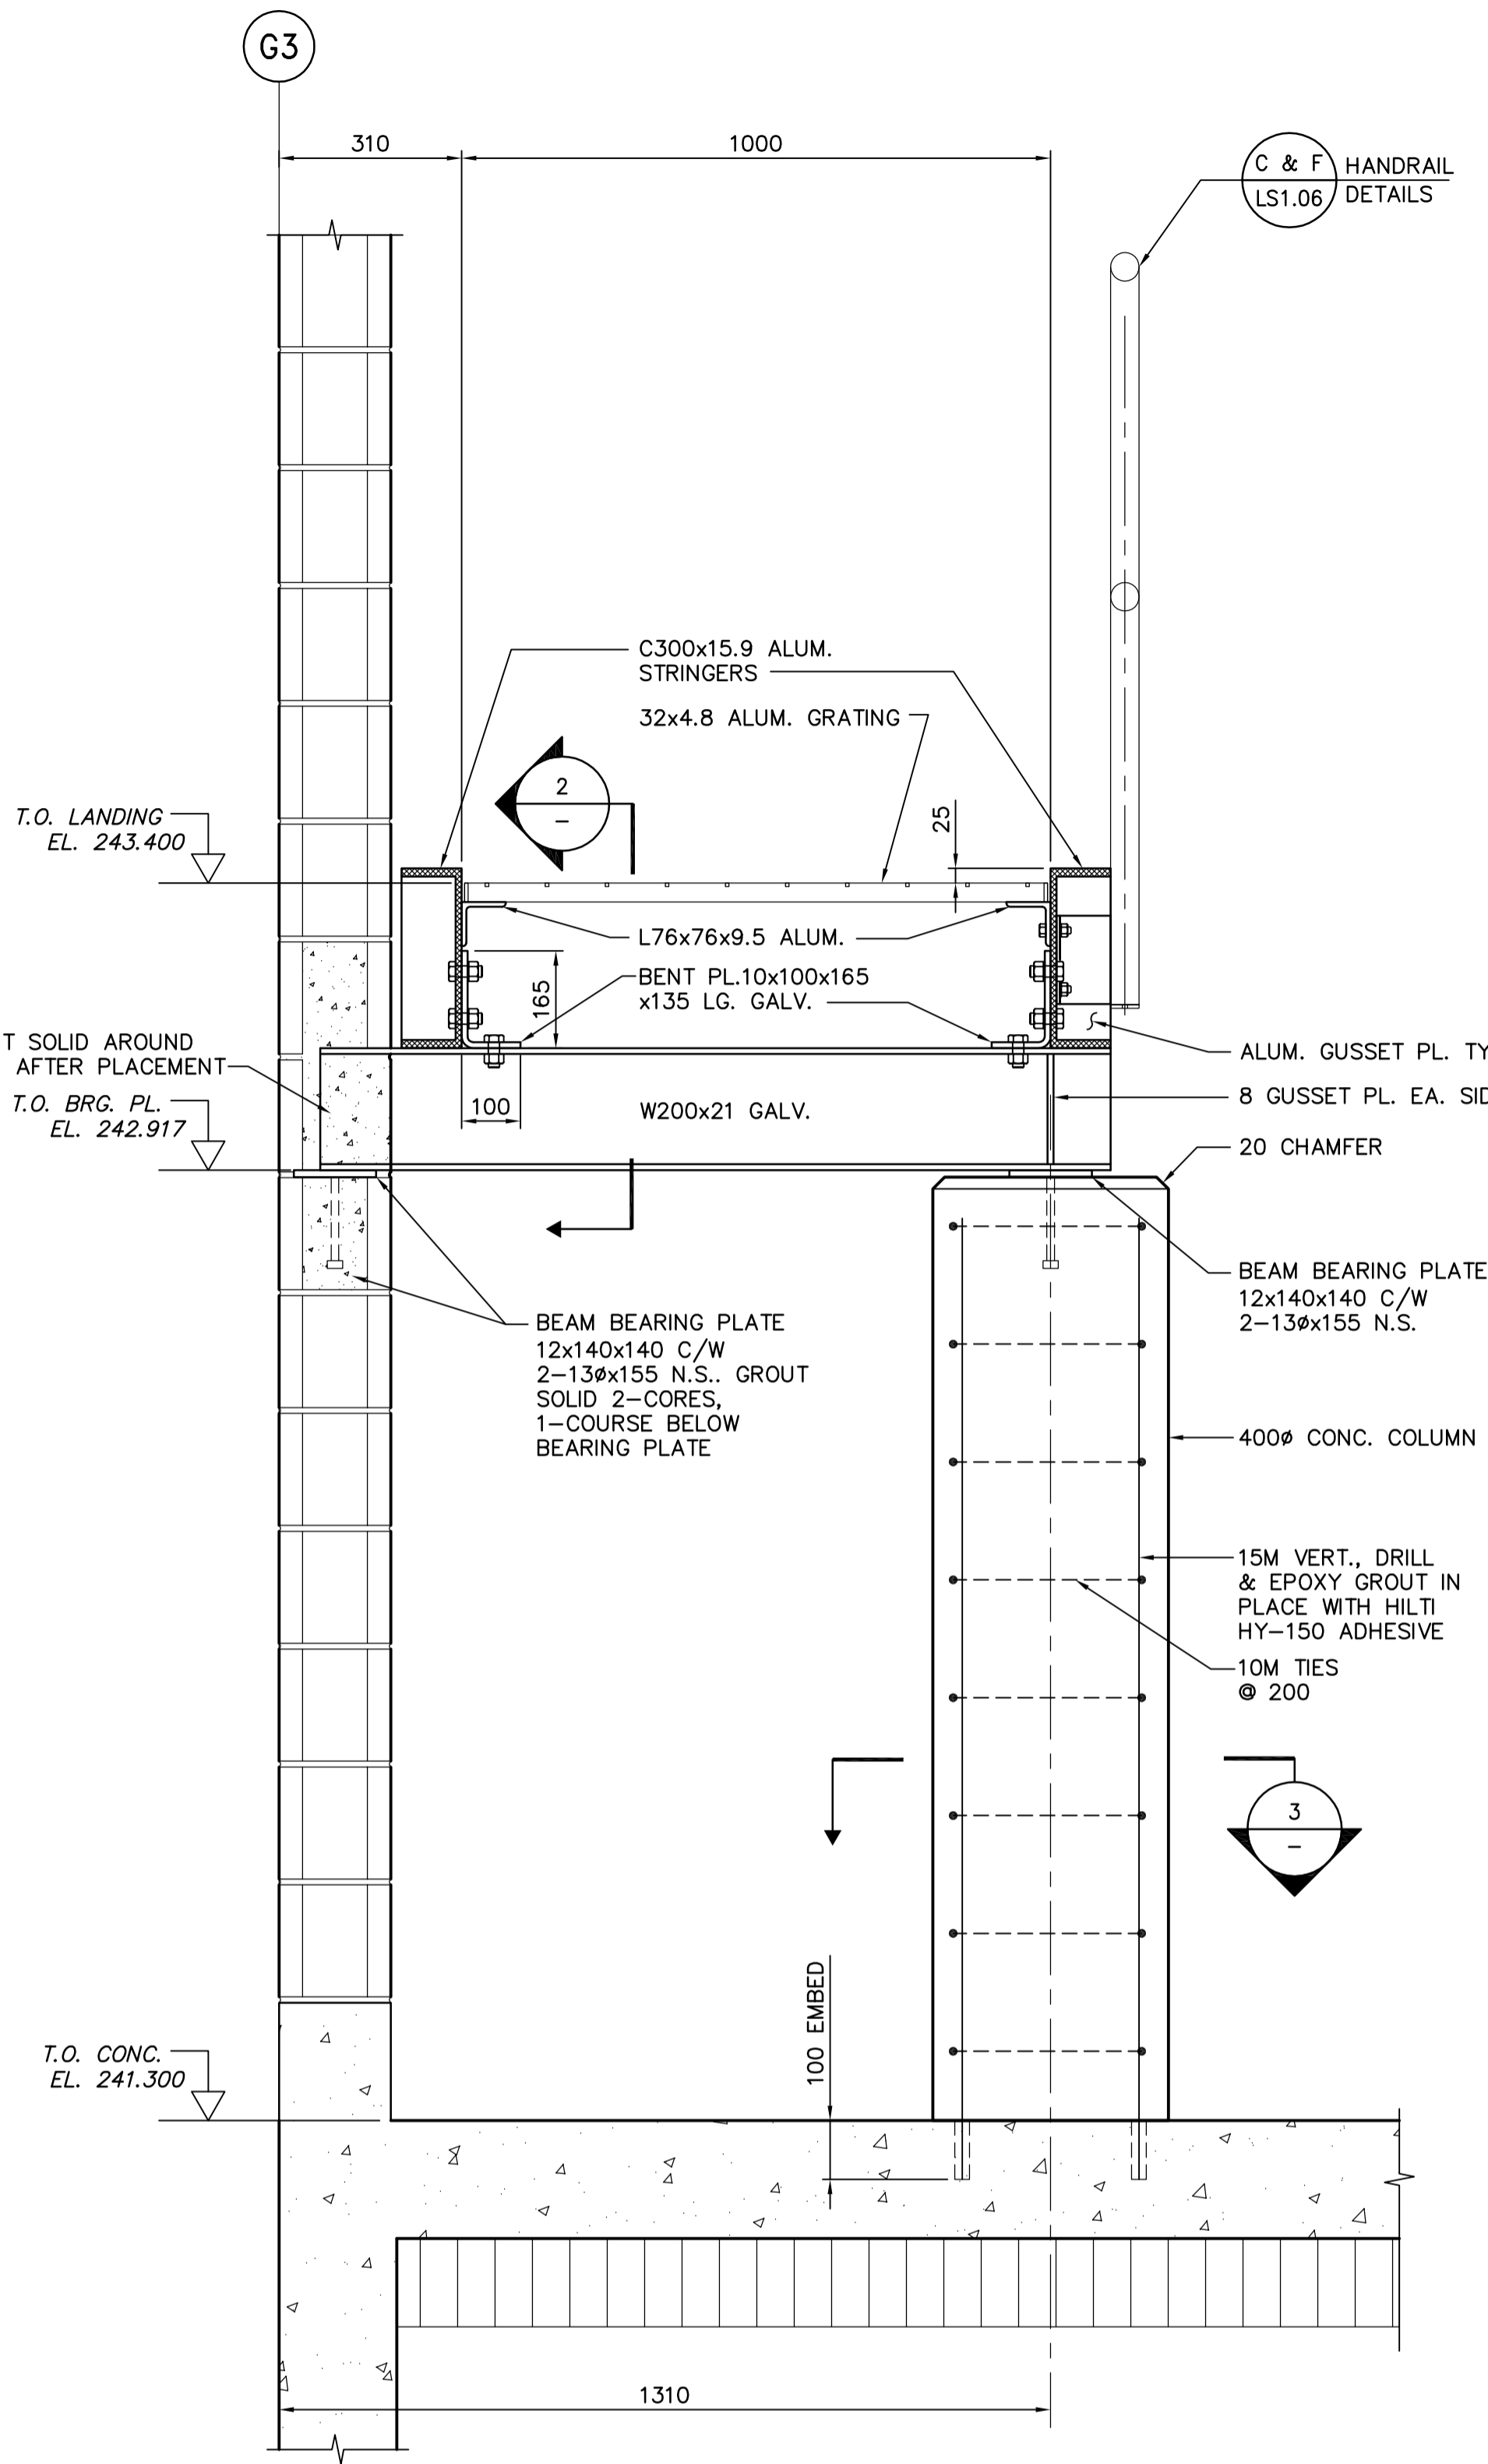 G3
310
1000
C & F
LS1.06
HANDRAIL
DETAILS
C300x15.9 ALUM.
STRINGERS
32x4.8 ALUM. GRATING
2
–
25
T.O. LANDING
EL. 243.400
L76x76x9.5 ALUM.
165
BENT PL.10x100x165
x135 LG. GALV.
T SOLID AROUND
AFTER PLACEMENT
ALUM. GUSSET PL. TY
T.O. BRG. PL.
EL. 242.917
100
W200x21 GALV.
8 GUSSET PL. EA. SID
20 CHAMFER
BEAM BEARING PLATE
12x140x140 C/W
2–13ø×155 N.S.
BEAM BEARING PLATE
12x140x140 C/W
2–13øx155 N.S.. GROUT
SOLID 2–CORES,
1–COURSE BELOW
BEARING PLATE
400ø CONC. COLUMN
15M VERT., DRILL
& EPOXY GROUT IN
PLACE WITH HILTI
HY–150 ADHESIVE
10M TIES
@ 200
3
–
100 EMBED
T.O. CONC.
EL. 241.300
1310